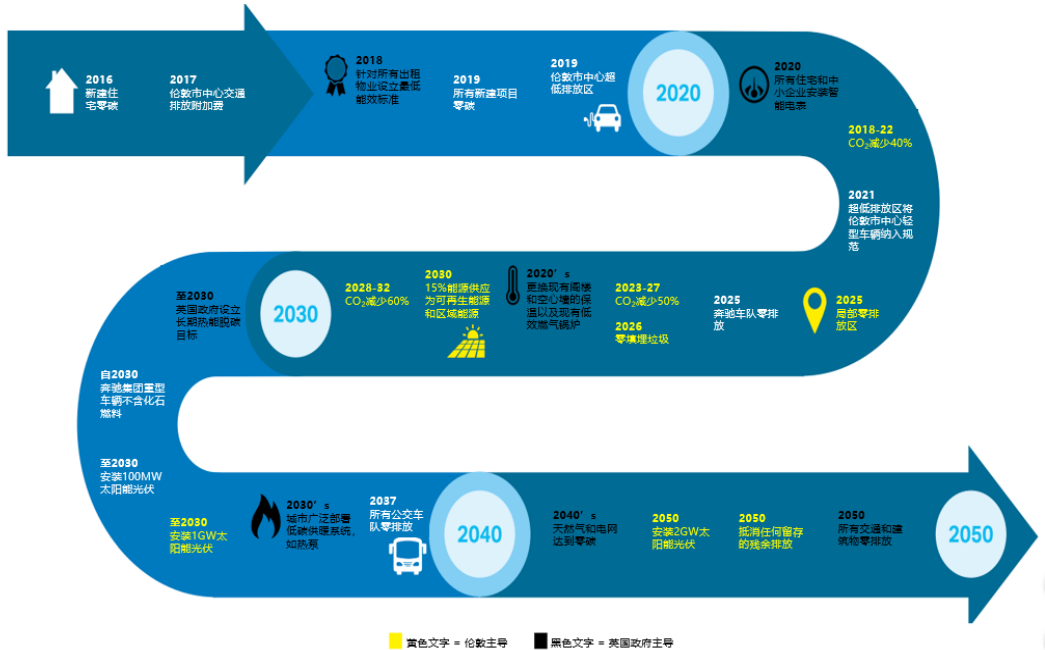 2016
新建住
宅零碳
2017
伦敦市中心交通
排放附加费
2018
针对所有出租
物业设立最低
能效标准
2019
所有新建项目
零碳
2019
伦敦市中心超
低排放区
2020
2020
所有住宅和中
小企业安装智
能电表
2018-22
CO₂减少40%
2021
超低排放区将
伦敦市中心轻
型车辆纳入规
范
2025
局部零排
放区
2025
奔驰车队零排
放
2023-27
CO₂减少50%
2026
零填埋垃圾
2020’s
更换现有阁楼
和空心墙的保
温以及现有低
效燃气锅炉
2030
15%能源供应
为可再生能源
和区域能源
2028-32
CO₂减少60%
2030
至2030
英国政府设立
长期热能脱碳
目标
自2030
奔驰集团重型
车辆不含化石
燃料
至2030
安装100MW
太阳能光伏
至2030
安装1GW太
阳能光伏
2030’s
城市广泛部署
低碳供暖系统,
如热泵
2037
所有公交车
队零排放
2040
2040’s
天然气和电网
达到零碳
2050
安装2GW太
阳能光伏
2050
抵消任何留存
的残余排放
2050
所有交通和建
筑物零排放
2050
黄色文字 = 伦敦主导
黑色文字 = 英国政府主导